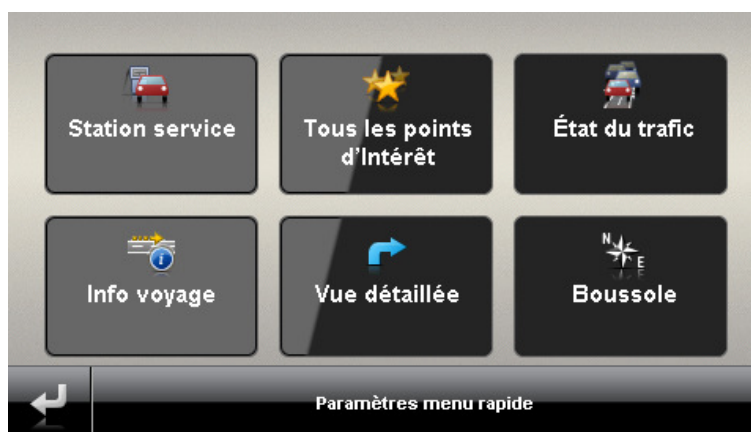 Station service
Tous les points
d'Intérêt
État du trafic
Info voyage
Vue détaillée
N
E
Boussole
Paramètres menu rapide